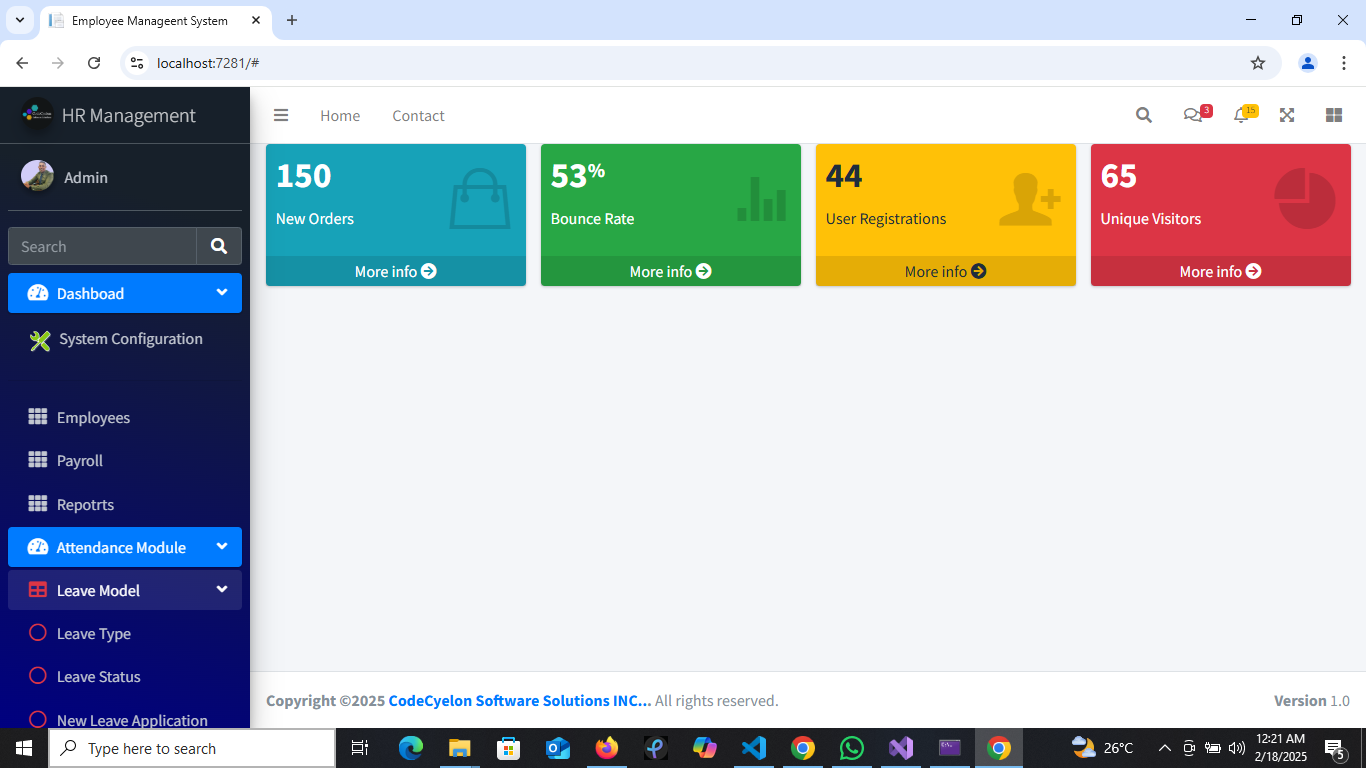 Employee Manageent System
localhost:7281/#
HR Management
Home
Contact
3
15
Admin
Search
Dashboad
System Configuration
Employees
Payroll
Repotrts
Attendance Module
Leave Model
Leave Type
Leave Status
New Leave Application
150
New Orders
More info
53%
Bounce Rate
More info
44
User Registrations
More info
65
Unique Visitors
More info
Copyright ©2025 CodeCyelon Software Solutions INC... All rights reserved.
Version 1.0
Type here to search
26°C
12:21 AM
2/18/2025
5